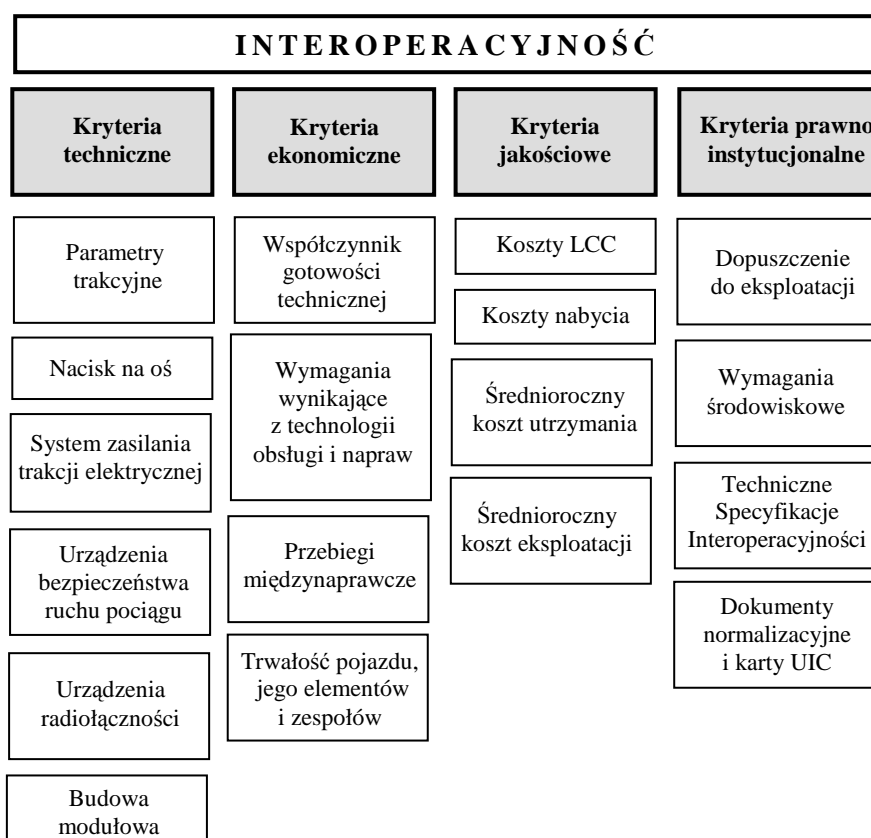 INTEROPERACYJNOŚĆ
Kryteria
techniczne
Kryteria
ekonomiczne
Kryteria
jakościowe
Kryteria prawno
instytucjonalne
Parametry
trakcyjne
Nacisk na oś
System zasilania
trakcji elektrycznej
Urządzenia
bezpieczeństwa
ruchu pociągu
Urządzenia
radiołączności
Budowa
modułowa
Współczynnik
gotowości
technicznej
Wymagania
wynikające
z technologii
obsługi i napraw
Przebiegi
międzynaprawcze
Trwałość pojazdu,
jego elementów
i zespołów
Koszty LCC
Koszty nabycia
Średnioroczny
koszt utrzymania
Średnioroczny
koszt eksploatacji
Dopuszczenie
do eksploatacji
Wymagania
środowiskowe
Techniczne
Specyfikacje
Interoperacyjności
Dokumenty
normalizacyjne
i karty UIC